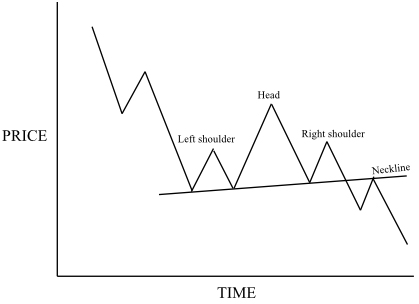 Head
Right shoulder
Left shoulder
PRICE
Neckline
TIME